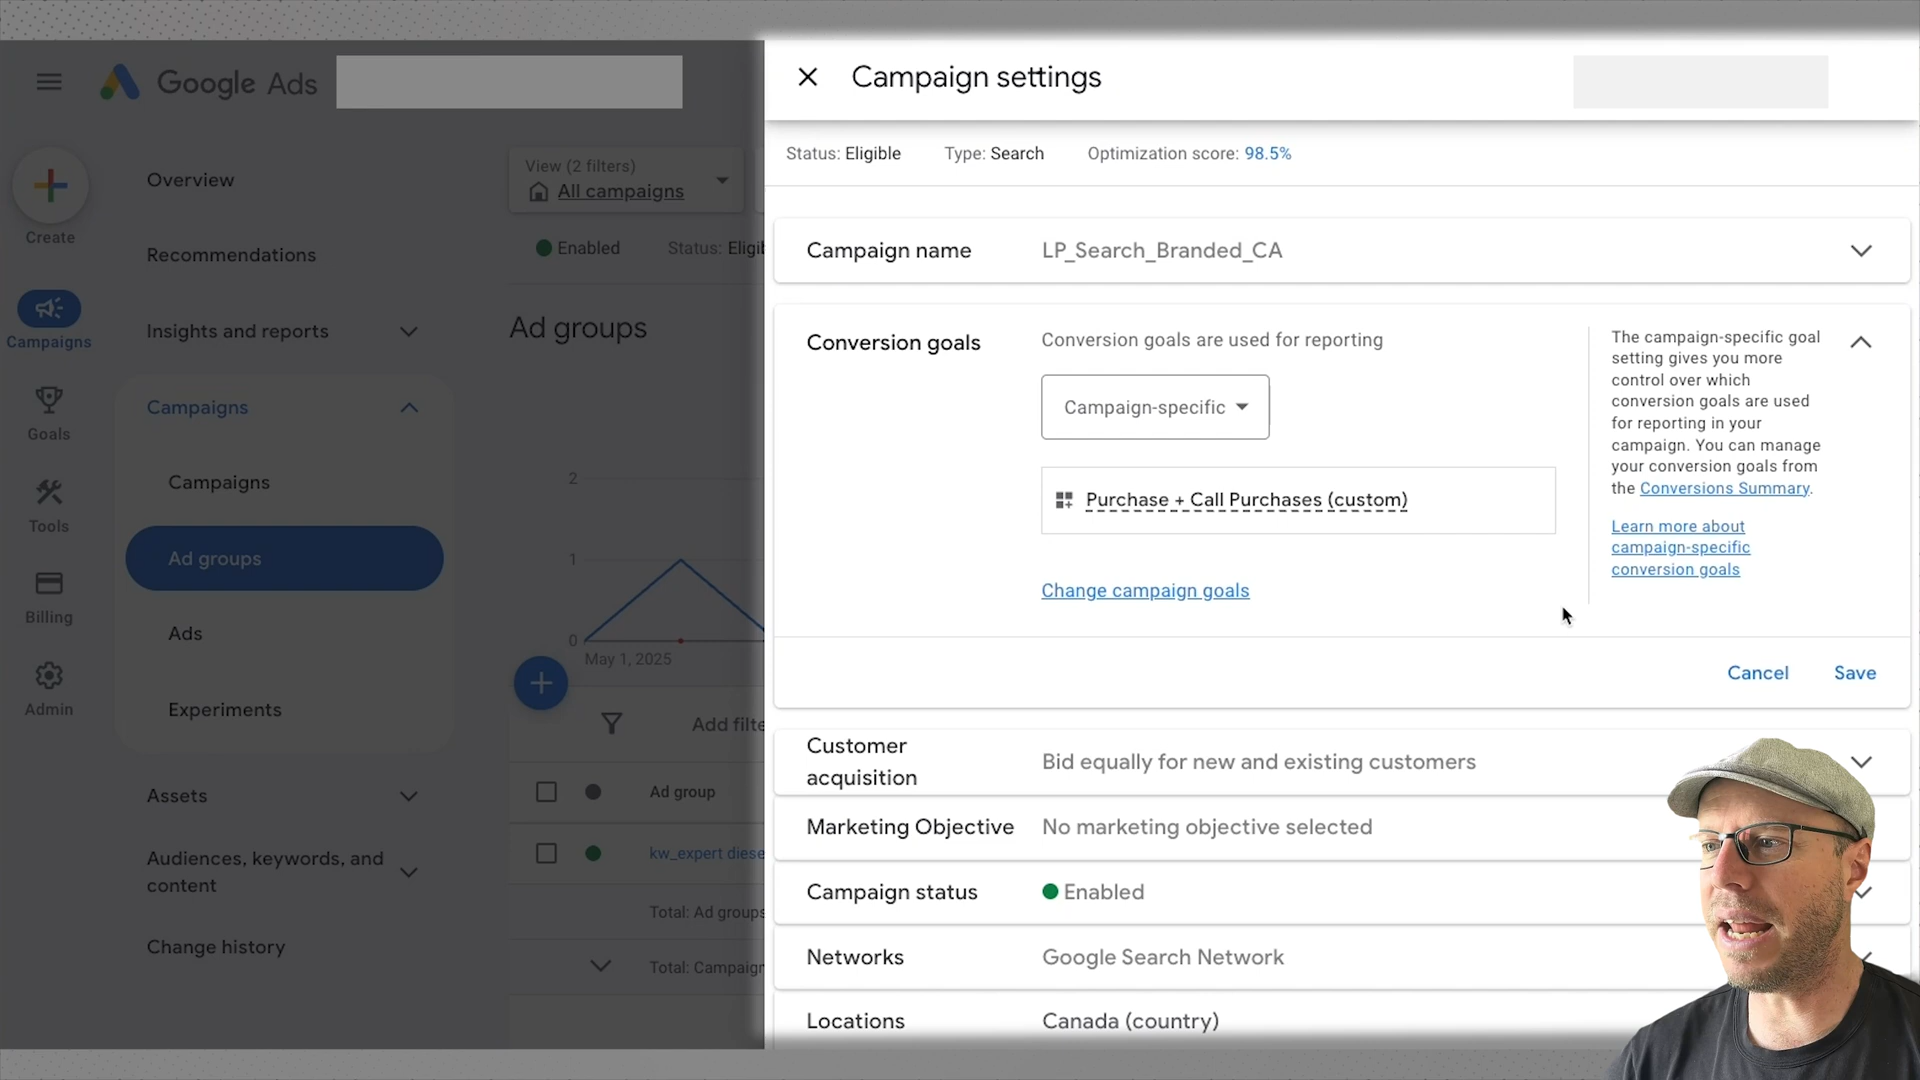 Google Ads
Create
Campaigns
Goals
Tools
Billing
Admin
Overview
Recommendations
Insights and reports
Campaigns
Campaigns
Ad groups
Ads
Experiments
Assets
Audiences, keywords, and
content
Change history
View (2 filters)
All campaigns
Enabled
Status: Eligib
Ad groups
2
1
0
May 1, 2025
Add filte
Ad group
kw_expert diese
Total: Ad groups
Total: Campaign
Campaign settings
Status: Eligible
Type: Search
Optimization score: 98.5%
Campaign name
LP_Search_Branded_CA
Conversion goals
Conversion goals are used for reporting
Campaign-specific
Purchase + Call Purchases (custom)
Change campaign goals
The campaign-specific goal
setting gives you more
control over which
conversion goals are used
for reporting in your
campaign. You can manage
your conversion goals from
the Conversions Summary.
Learn more about
campaign-specific
conversion goals
Cancel
Save
Customer
acquisition
Bid equally for new and existing customers
Marketing Objective
No marketing objective selected
Campaign status
Enabled
Networks
Google Search Network
Locations
Canada (country)